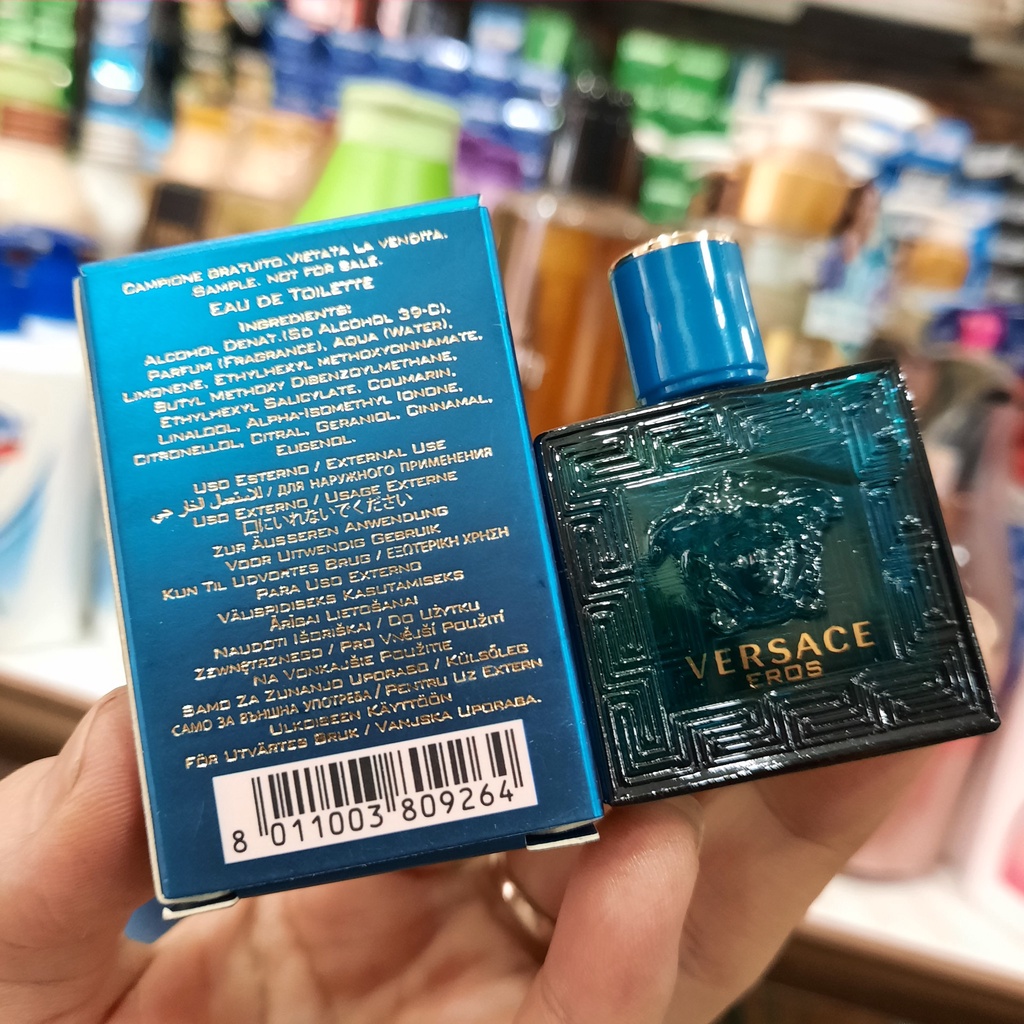 CAMPIONE GRATUITO.VIETATA LA VENDITA.
SAMPLE. NOT FOR SALE.
EAU DE TOILETTE
INGREDIENTS:
ALCOHOL DENAT.(SD ALCOHOL 39-C),
PARFUM (FRAGRANCE), AQUA (WATER),
LIMONENE, ETHYLHEXYL METHOXYCINNAMATE,
BUTYL METHOXY DIBENZOYLMETHANE,
ETHYLHEXYL SALICYLATE, COUMARIN,
LINALOOL, ALPHA-ISOMETHYL IONONE,
CITRONELLOL, CITRAL, GERANIOL, CINNAMAL,
EUGENOL.
USO ESTERNO / EXTERNAL USE
للاستعمل الخارجي / ДЛЯ НАРУЖНОГО ПРИМЕНЕНИЯ
USO EXTERNO / USAGE EXTERNE
口にいれないでください
ZUR ÄUSSEREN ANWENDUNG
VOOR UITWENDIG GEBRUIK
KUN TIL UDVORTES BRUG / ΕΞΩΤΕΡΙΚΗ ΧΡΗΣΗ
PARA USO EXTERNO
VÄLISPIDISEKS KASUTAMISEKS
ĀRĪGAI LIETOŠANAI
NAUDOTI IŠORIŠKAI / DO UŻYTKU
ZEWNĘTRZNEGO / PRO VNĚJŠÍ POUŽITÍ
NA VONKAJŠIE POUŽITIE
SAMO ZA ZUNANJO UPORABO / KÜLSŐLEG
САМО ЗА ВЪНШНА УПОТРЕБА / PENTRU UZ EXTERN
ULKOISEEN KÄYTTÖÖN
FÖR UTVÄRTES BRUK / VANJSKA UPORABA.
8 011003 809264
VERSACE
EROS